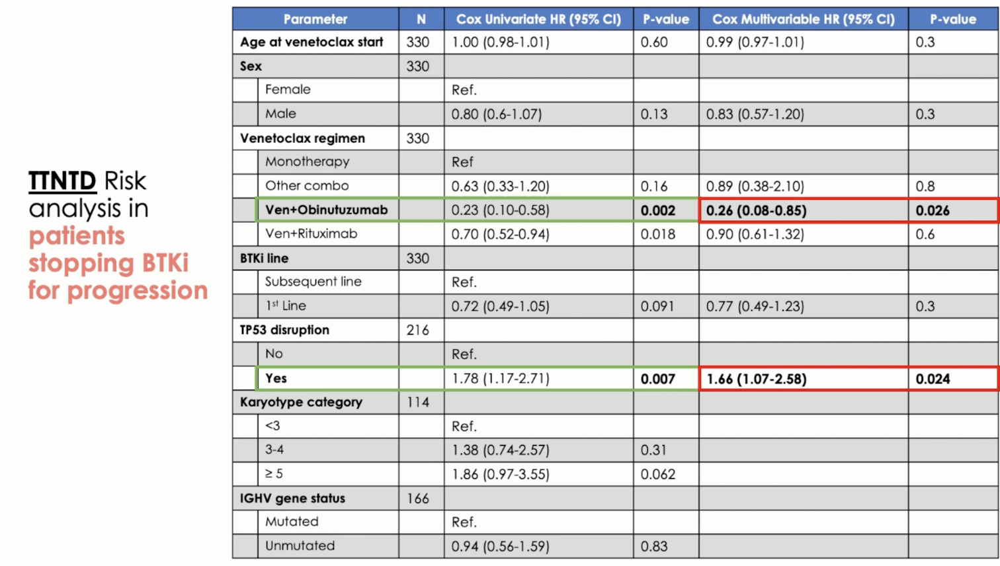 TTNTD Risk
analysis in
patients
stopping BTKi
for progression
Parameter N Cox Univariate HR (95% CI) P-value Cox Multivariable HR (95% CI) P-value
Age at venetoclax start 330 1.00 (0.98-1.01) 0.60 0.99 (0.97-1.01) 0.3
Sex 330
Female Ref.
Male 0.80 (0.6-1.07) 0.13 0.83 (0.57-1.20) 0.3
Venetoclax regimen 330
Monotherapy Ref
Other combo 0.63 (0.33-1.20) 0.16 0.89 (0.38-2.10) 0.8
Ven+Obinutuzumab 0.23 (0.10-0.58) 0.002 0.26 (0.08-0.85) 0.026
Ven+Rituximab 0.70 (0.52-0.94) 0.018 0.90 (0.61-1.32) 0.6
BTKi line 330
Subsequent line Ref.
1st Line 0.72 (0.49-1.05) 0.091 0.77 (0.49-1.23) 0.3
TP53 disruption 216
No Ref.
Yes 1.78 (1.17-2.71) 0.007 1.66 (1.07-2.58) 0.024
Karyotype category 114
<3 Ref.
3-4 1.38 (0.74-2.57) 0.31
≥ 5 1.86 (0.97-3.55) 0.062
IGHV gene status 166
Mutated Ref.
Unmutated 0.94 (0.56-1.59) 0.83